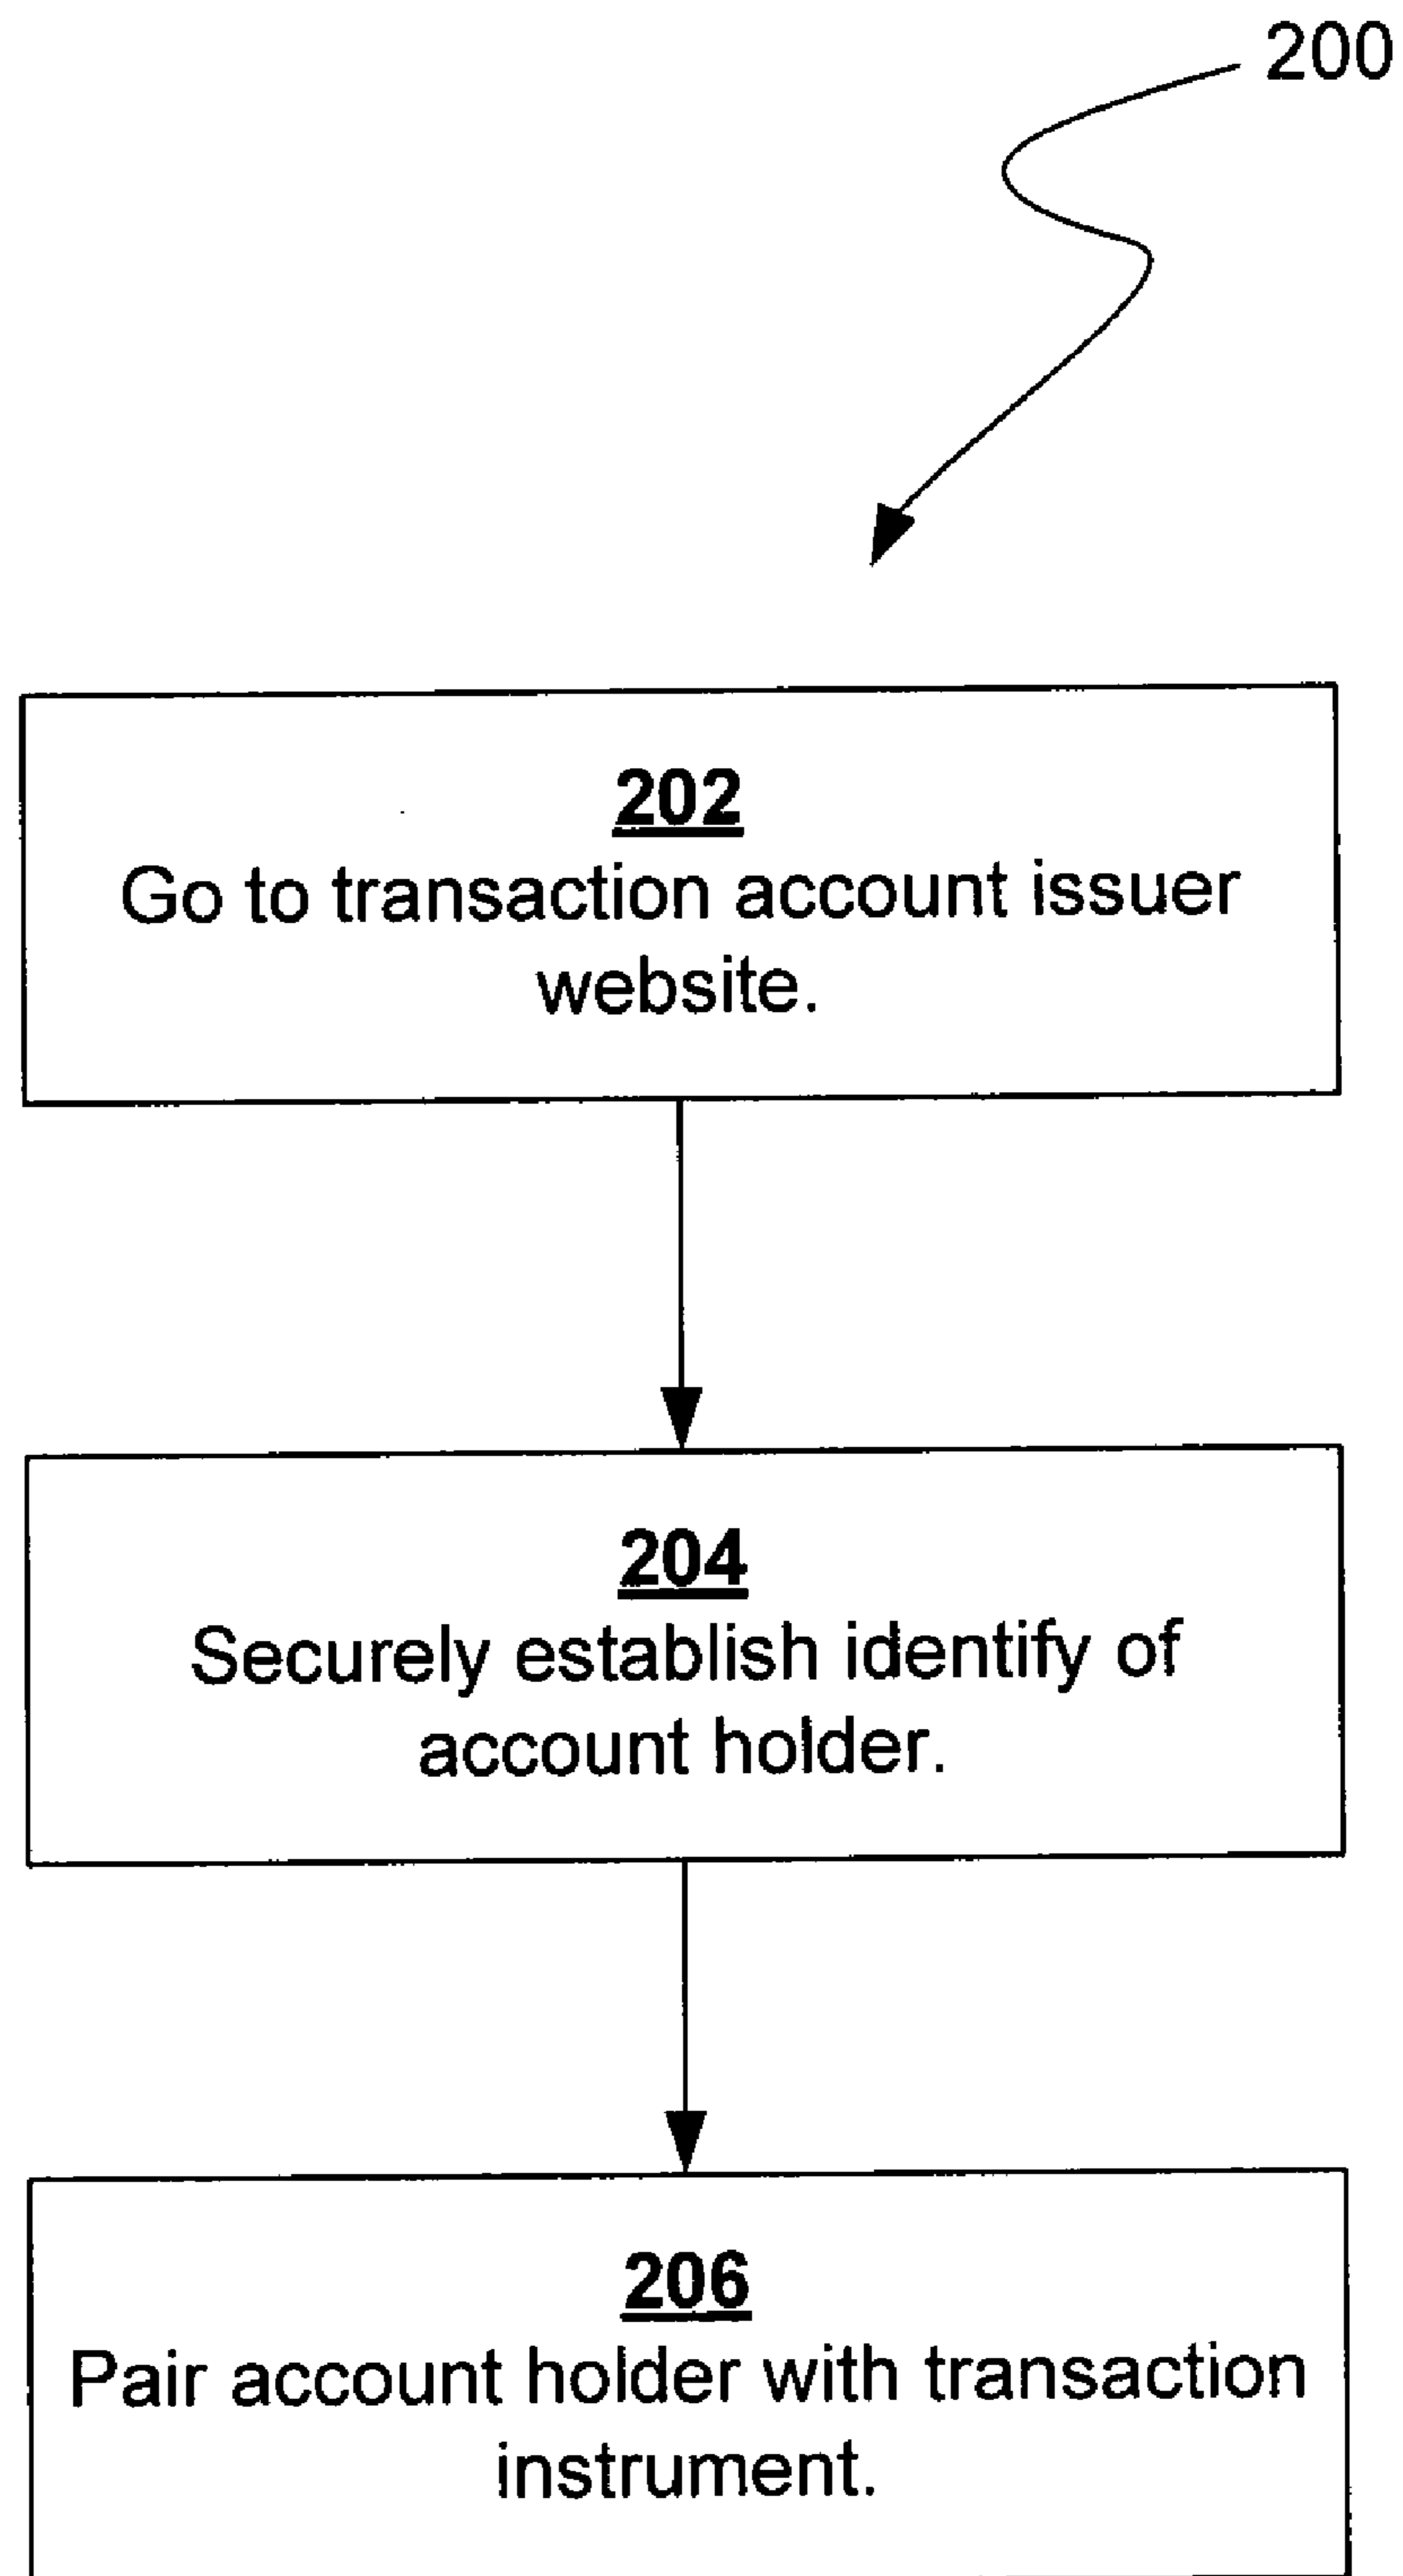 200
202
Go to transaction account issuer
website.
204
Securely establish identify of
account holder.
206
Pair account holder with transaction
instrument.